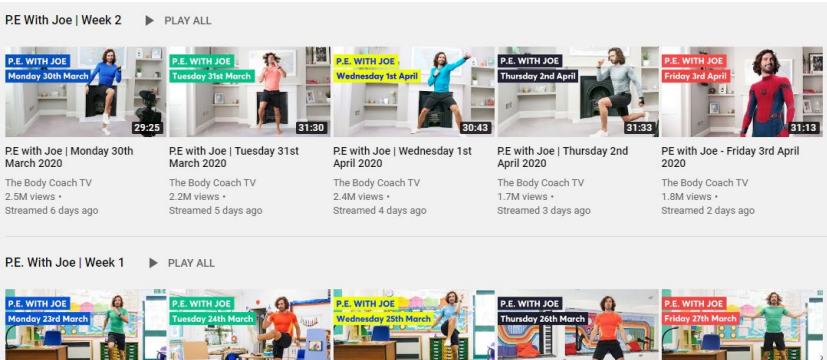 P.E With Joe | Week 2 PLAY ALL
P.E. WITH JOE
Monday 30th March
29:25
P.E. WITH JOE
Tuesday 31st March
31:30
P.E. WITH JOE
Wednesday 1st April
30:43
P.E. WITH JOE
Thursday 2nd April
31:33
P.E. WITH JOE
Friday 3rd April
31:13
P.E with Joe | Monday 30th
March 2020
The Body Coach TV
2.5M views •
Streamed 6 days ago
P.E with Joe | Tuesday 31st
March 2020
The Body Coach TV
2.2M views •
Streamed 5 days ago
P.E with Joe | Wednesday 1st
April 2020
The Body Coach TV
2.4M views •
Streamed 4 days ago
P.E with Joe | Thursday 2nd
April 2020
The Body Coach TV
1.7M views •
Streamed 3 days ago
PE with Joe - Friday 3rd April
2020
The Body Coach TV
1.8M views •
Streamed 2 days ago
P.E. With Joe | Week 1 PLAY ALL
P.E. WITH JOE
Monday 23rd March
P.E. WITH JOE
Tuesday 24th March
P.E. WITH JOE
Wednesday 25th March
P.E. WITH JOE
Thursday 26th March
P.E. WITH JOE
Friday 27th March